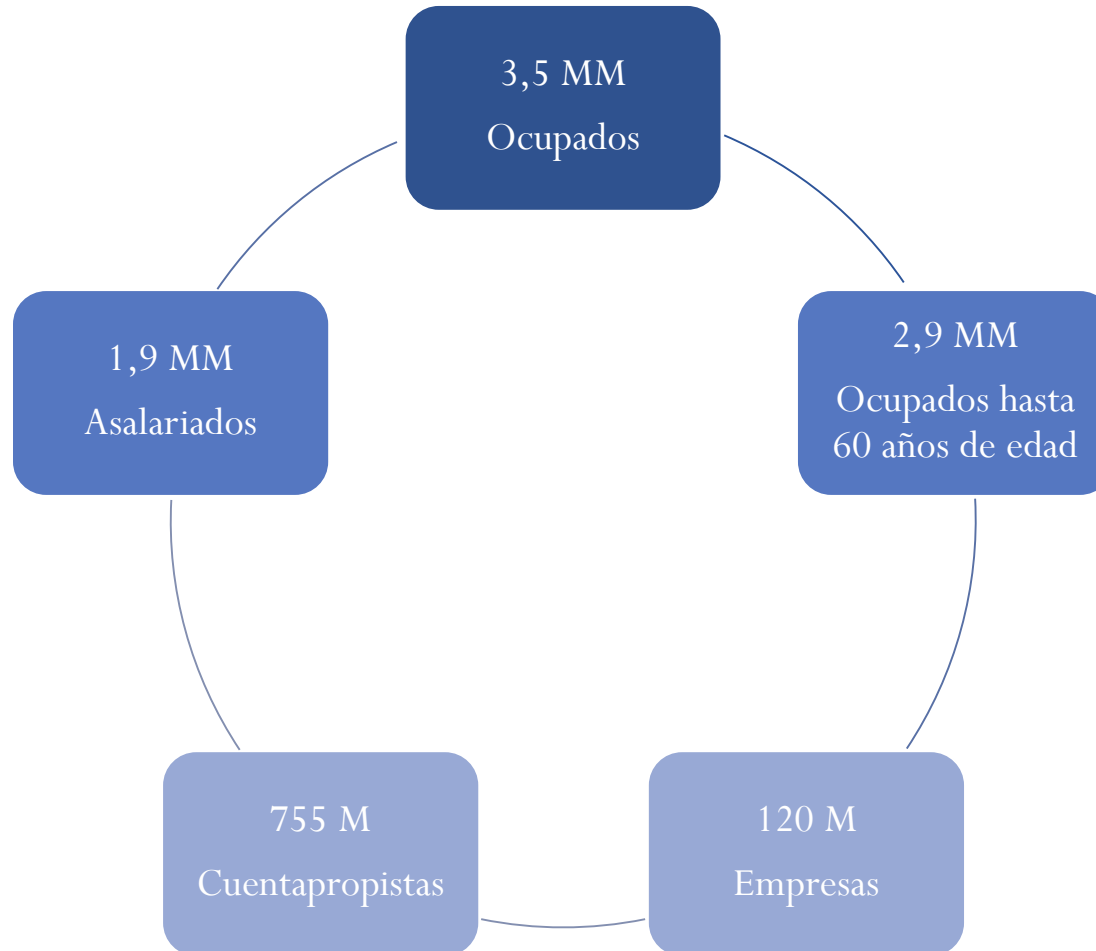 3,5 MM
Ocupados
1,9 MM
Asalariados
2,9 MM
Ocupados hasta
60 años de edad
755 M
Cuentapropistas
120 M
Empresas